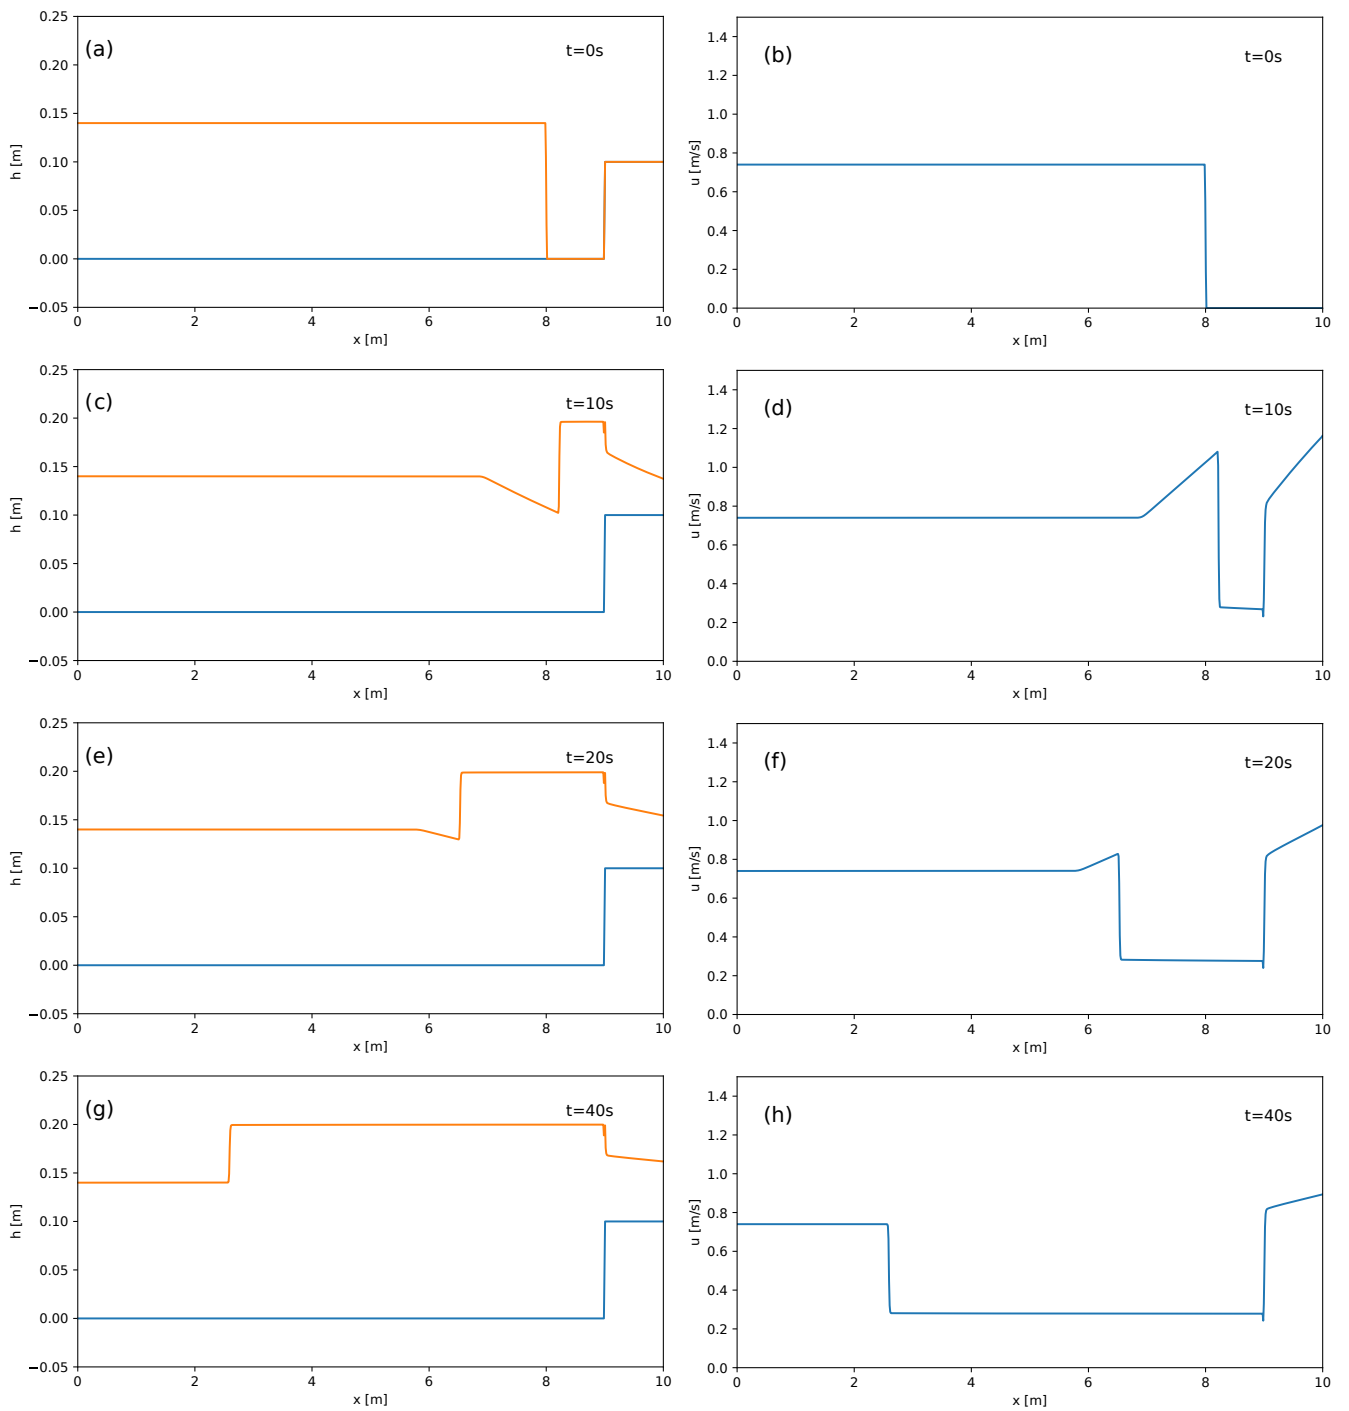 (a) t=0s
h [m]
0.25
0.20
0.15
0.10
0.05
0.00
−0.05
0 2 4 6 8 10
x [m]
(b) t=0s
u [m/s]
1.4
1.2
1.0
0.8
0.6
0.4
0.2
0.0
0 2 4 6 8 10
x [m]
(c) t=10s
h [m]
0.25
0.20
0.15
0.10
0.05
0.00
−0.05
0 2 4 6 8 10
x [m]
(d) t=10s
u [m/s]
1.4
1.2
1.0
0.8
0.6
0.4
0.2
0.0
0 2 4 6 8 10
x [m]
(e) t=20s
h [m]
0.25
0.20
0.15
0.10
0.05
0.00
−0.05
0 2 4 6 8 10
x [m]
(f) t=20s
u [m/s]
1.4
1.2
1.0
0.8
0.6
0.4
0.2
0.0
0 2 4 6 8 10
x [m]
(g) t=40s
h [m]
0.25
0.20
0.15
0.10
0.05
0.00
−0.05
0 2 4 6 8 10
x [m]
(h) t=40s
u [m/s]
1.4
1.2
1.0
0.8
0.6
0.4
0.2
0.0
0 2 4 6 8 10
x [m]